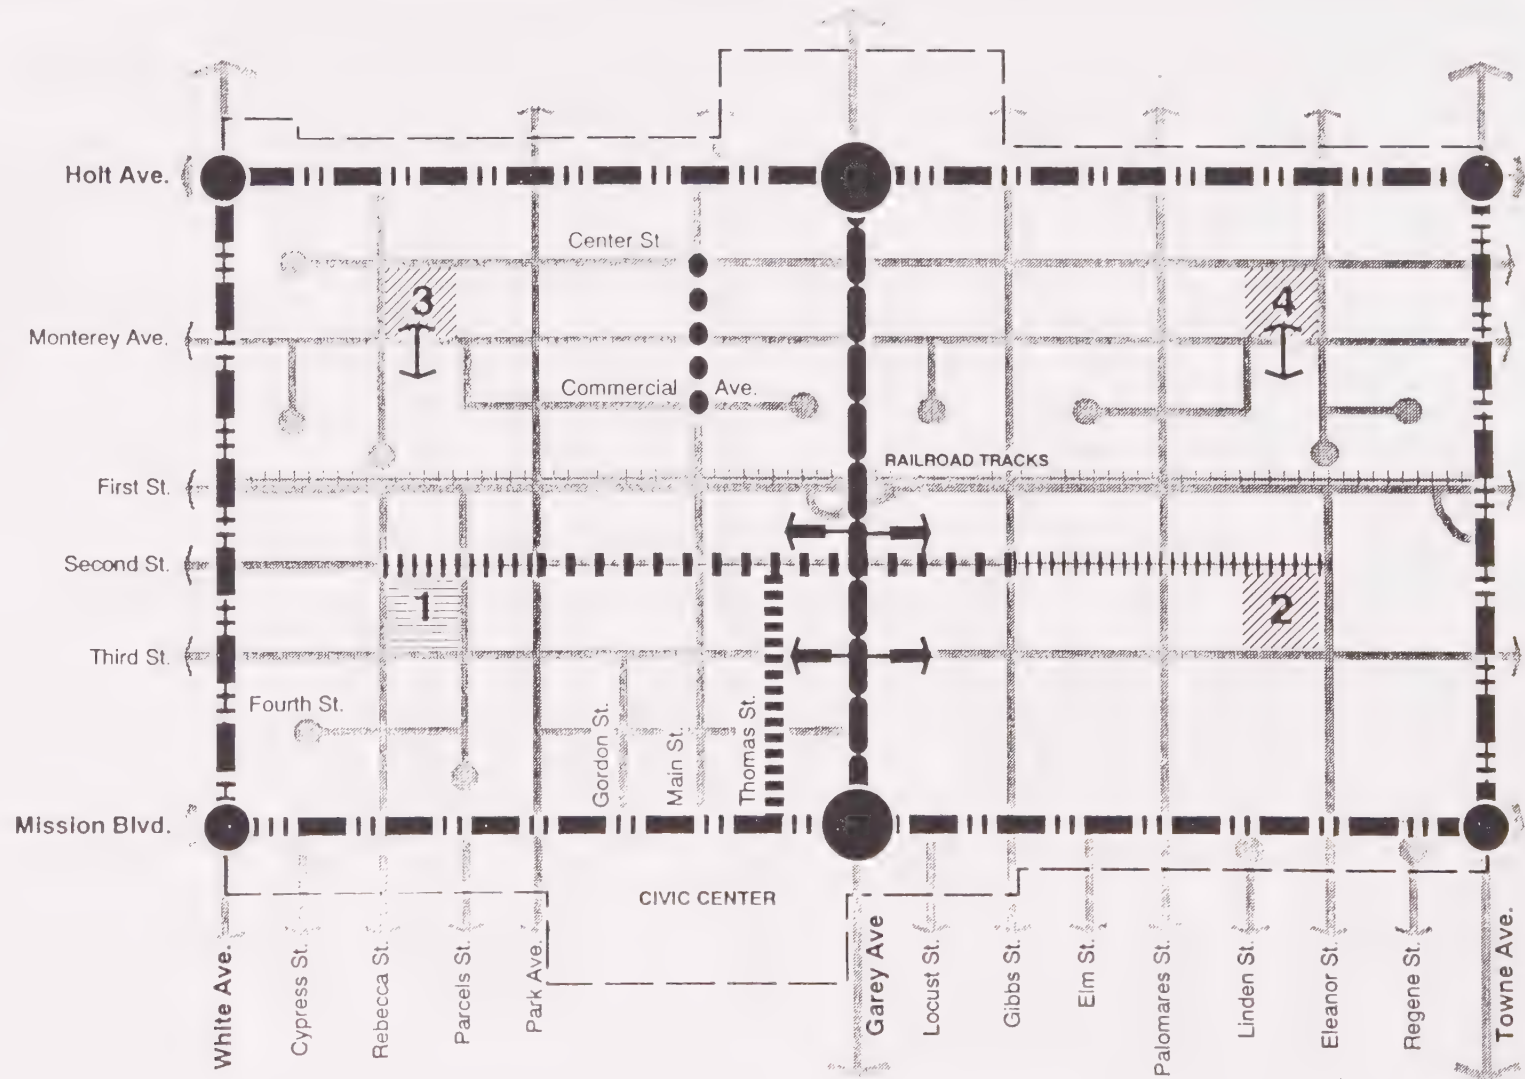 Holt Ave.
Center St
3
4
Monterey Ave.
Commercial Ave.
RAILROAD TRACKS
First St.
Second St.
1
2
Third St.
Fourth St.
Gordon St.
Main St.
Thomas St.
Mission Blvd.
CIVIC CENTER
White Ave.
Cypress St.
Rebecca St.
Parcels St.
Park Ave.
Garey Ave
Locust St.
Gibbs St.
Elm St.
Palomares St.
Linden St.
Eleanor St.
Regene St.
Towne Ave.